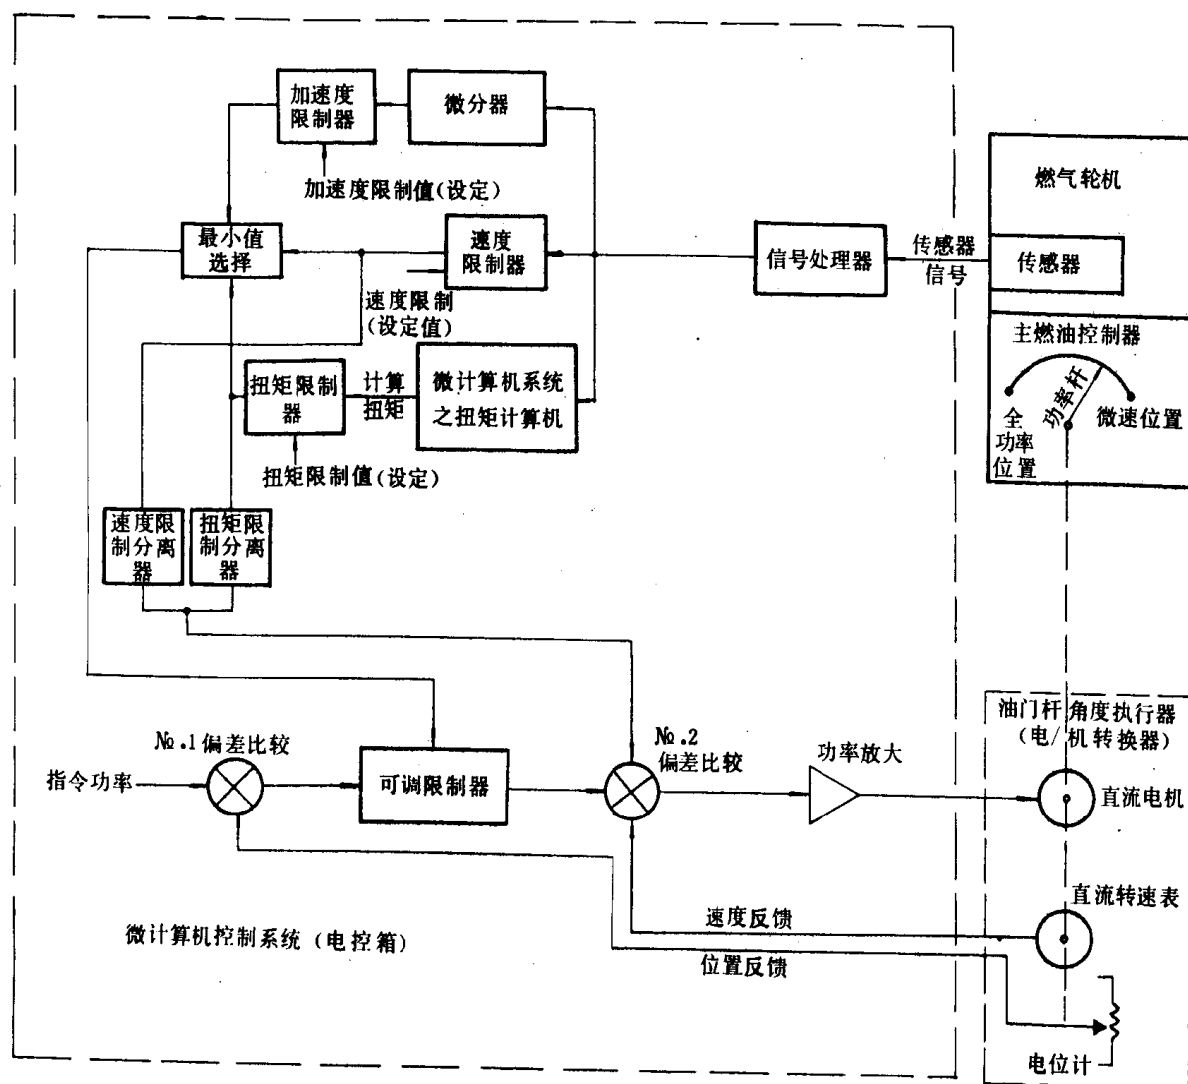 加速度
限制器
微分器
加速度限制值(设定)
燃气轮机
最小值
选择
速度
限制器
信号处理器
传感器
信号
传感器
速度限制
(设定值)
主燃油控制器
功率杆
全
功率
位置
微速位置
扭矩限制
器
计算
扭矩
微计算机系统
之扭矩计算机
扭矩限制值(设定)
速度限
制分离
器
扭矩限
制分离
器
油门杆角度执行器
(电/机转换器)
№.1偏差比较
№.2
偏差比较
功率放大
指令功率
可调限制器
直流电机
直流转速表
速度反馈
位置反馈
微计算机控制系统(电控箱)
电位计